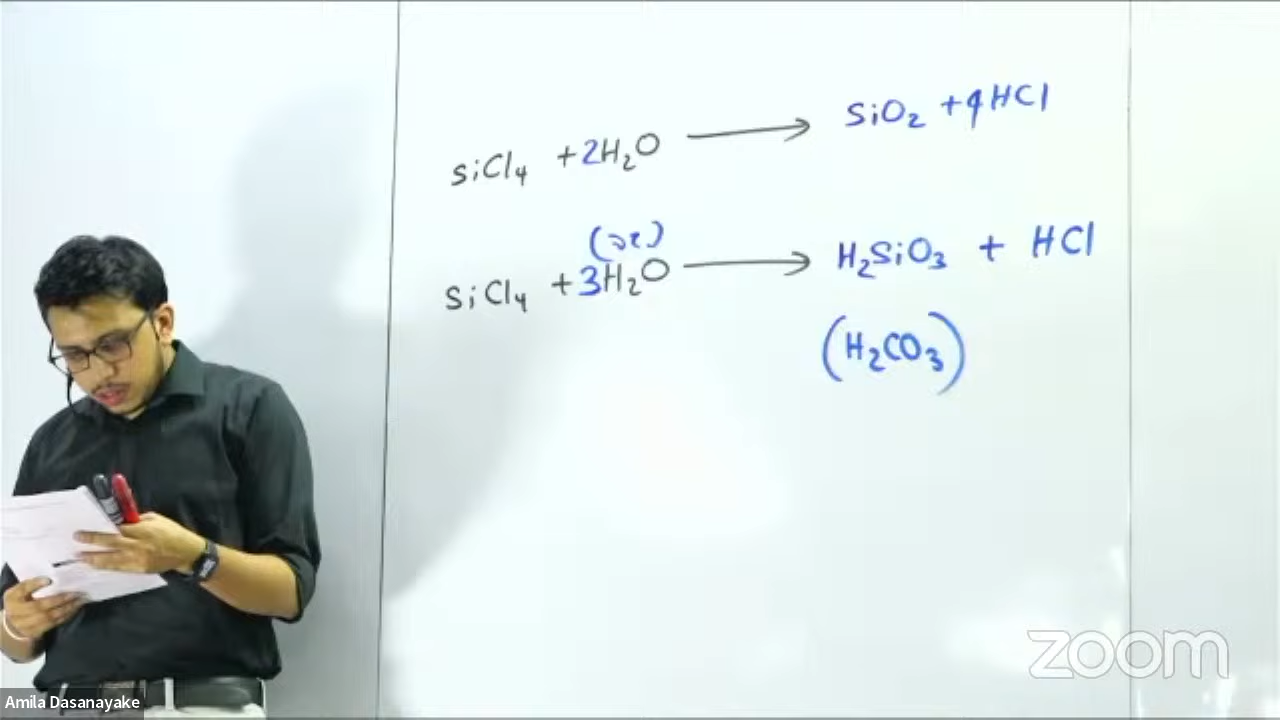 SiCl₄ + 2H₂O ⟶ SiO₂ + 4HCl
SiCl₄ + 3H₂O ⟶ H₂SiO₃ + HCl
(H₂CO₃)
zoom
Amila Dasanayake